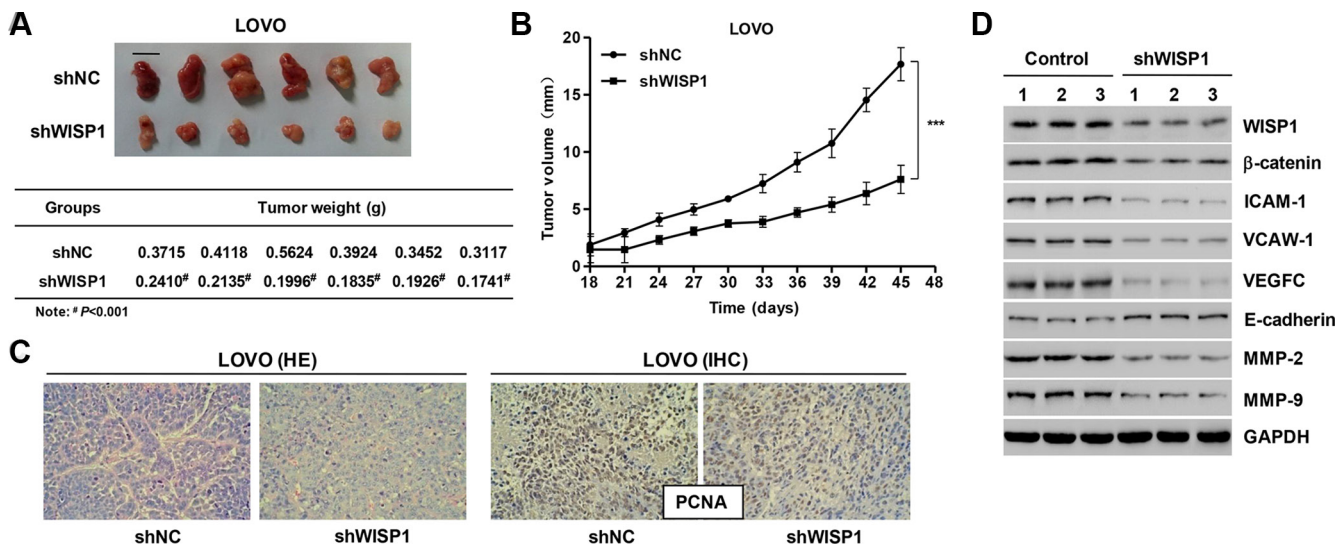 A
LOVO
shNC
shWISP1
Groups Tumor weight (g)
shNC 0.3715 0.4118 0.5624 0.3924 0.3452 0.3117
shWISP1 0.2410# 0.2135# 0.1996# 0.1835# 0.1926# 0.1741#
Note: # P<0.001
B
LOVO
shNC
shWISP1
Tumor volume (mm)
20
15
10
5
0
18 21 24 27 30 33 36 39 42 45 48
Time (days)
***
C
LOVO (HE)
LOVO (IHC)
PCNA
shNC
shWISP1
shNC
shWISP1
D
Control shWISP1
1 2 3 1 2 3
WISP1
β-catenin
ICAM-1
VCAW-1
VEGFC
E-cadherin
MMP-2
MMP-9
GAPDH